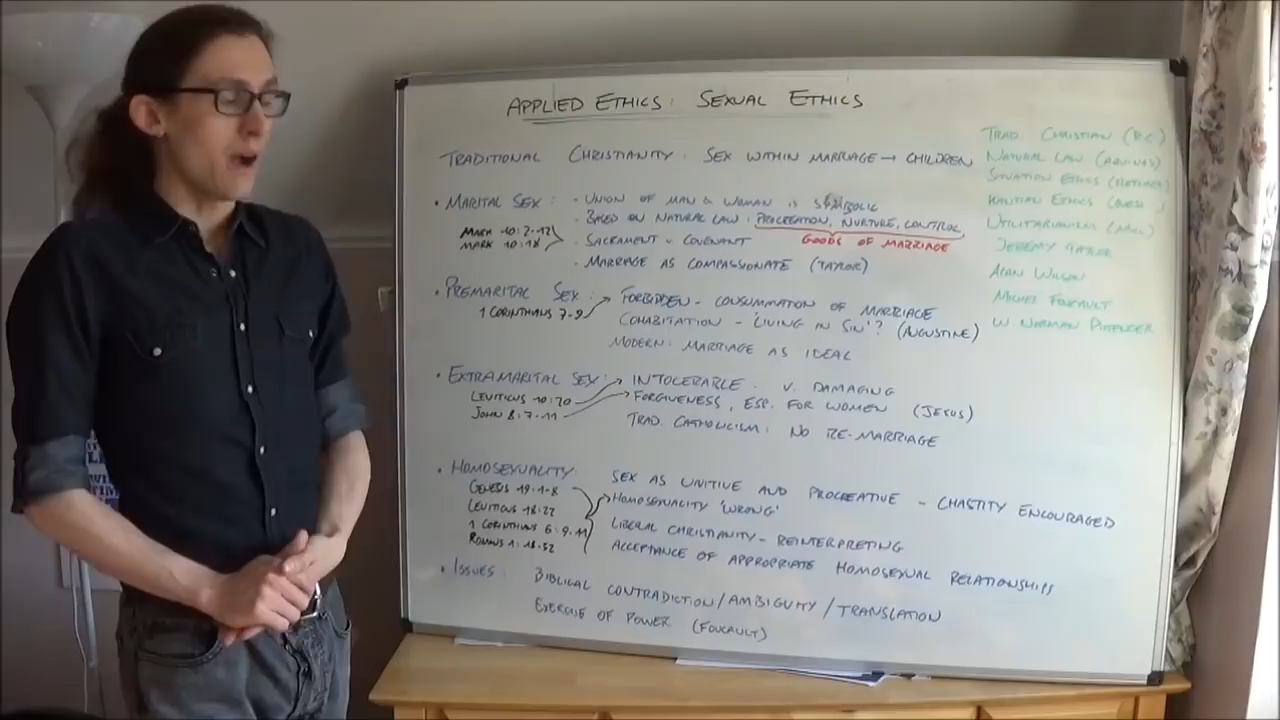 APPLIED ETHICS: SEXUAL ETHICS
TRADITIONAL CHRISTIANITY: SEX WITHIN MARRIAGE → CHILDREN
• MARITAL SEX: - UNION OF MAN & WOMAN IS SYMBOLIC
- BASED ON NATURAL LAW: PROCREATION, NURTURE, CONTROL
GOODS OF MARRIAGE
MARK 10:2-12
MARK 10:18
- SACRAMENT - COVENANT
- MARRIAGE AS COMPASSIONATE (TAYLOR)
• PREMARITAL SEX:
1 CORINTHIANS 7-9
FORBIDDEN - CONSUMMATION OF MARRIAGE
COHABITATION - 'LIVING IN SIN'? (AUGUSTINE)
MODERN: MARRIAGE AS IDEAL
• EXTRAMARITAL SEX:
LEVITICUS 10:20
JOHN 8:7-11
INTOLERABLE. V. DAMAGING
FORGIVENESS, ESP. FOR WOMEN (JESUS)
TRAD. CATHOLICISM: NO RE-MARRIAGE
• HOMOSEXUALITY:
GENESIS 19:1-8
LEVITICUS 18:22
1 CORINTHIANS 6:9-11
ROMANS 1:18-32
SEX AS UNITIVE AND PROCREATIVE - CHASTITY ENCOURAGED
HOMOSEXUALITY 'WRONG'
LIBERAL CHRISTIANITY - REINTERPRETING
ACCEPTANCE OF APPROPRIATE HOMOSEXUAL RELATIONSHIPS
• ISSUES: BIBLICAL CONTRADICTION/AMBIGUITY/TRANSLATION
EXERCISE OF POWER (FOUCAULT)
TRAD CHRISTIAN (R.C)
NATURAL LAW (AQUINAS)
SITUATION ETHICS (FLETCHER)
KANTIAN ETHICS
UTILITARIANISM (MILL)
JEREMY TAYLOR
ALAN WILSON
MICHEL FOUCAULT
W. NORMAN PITTENGER